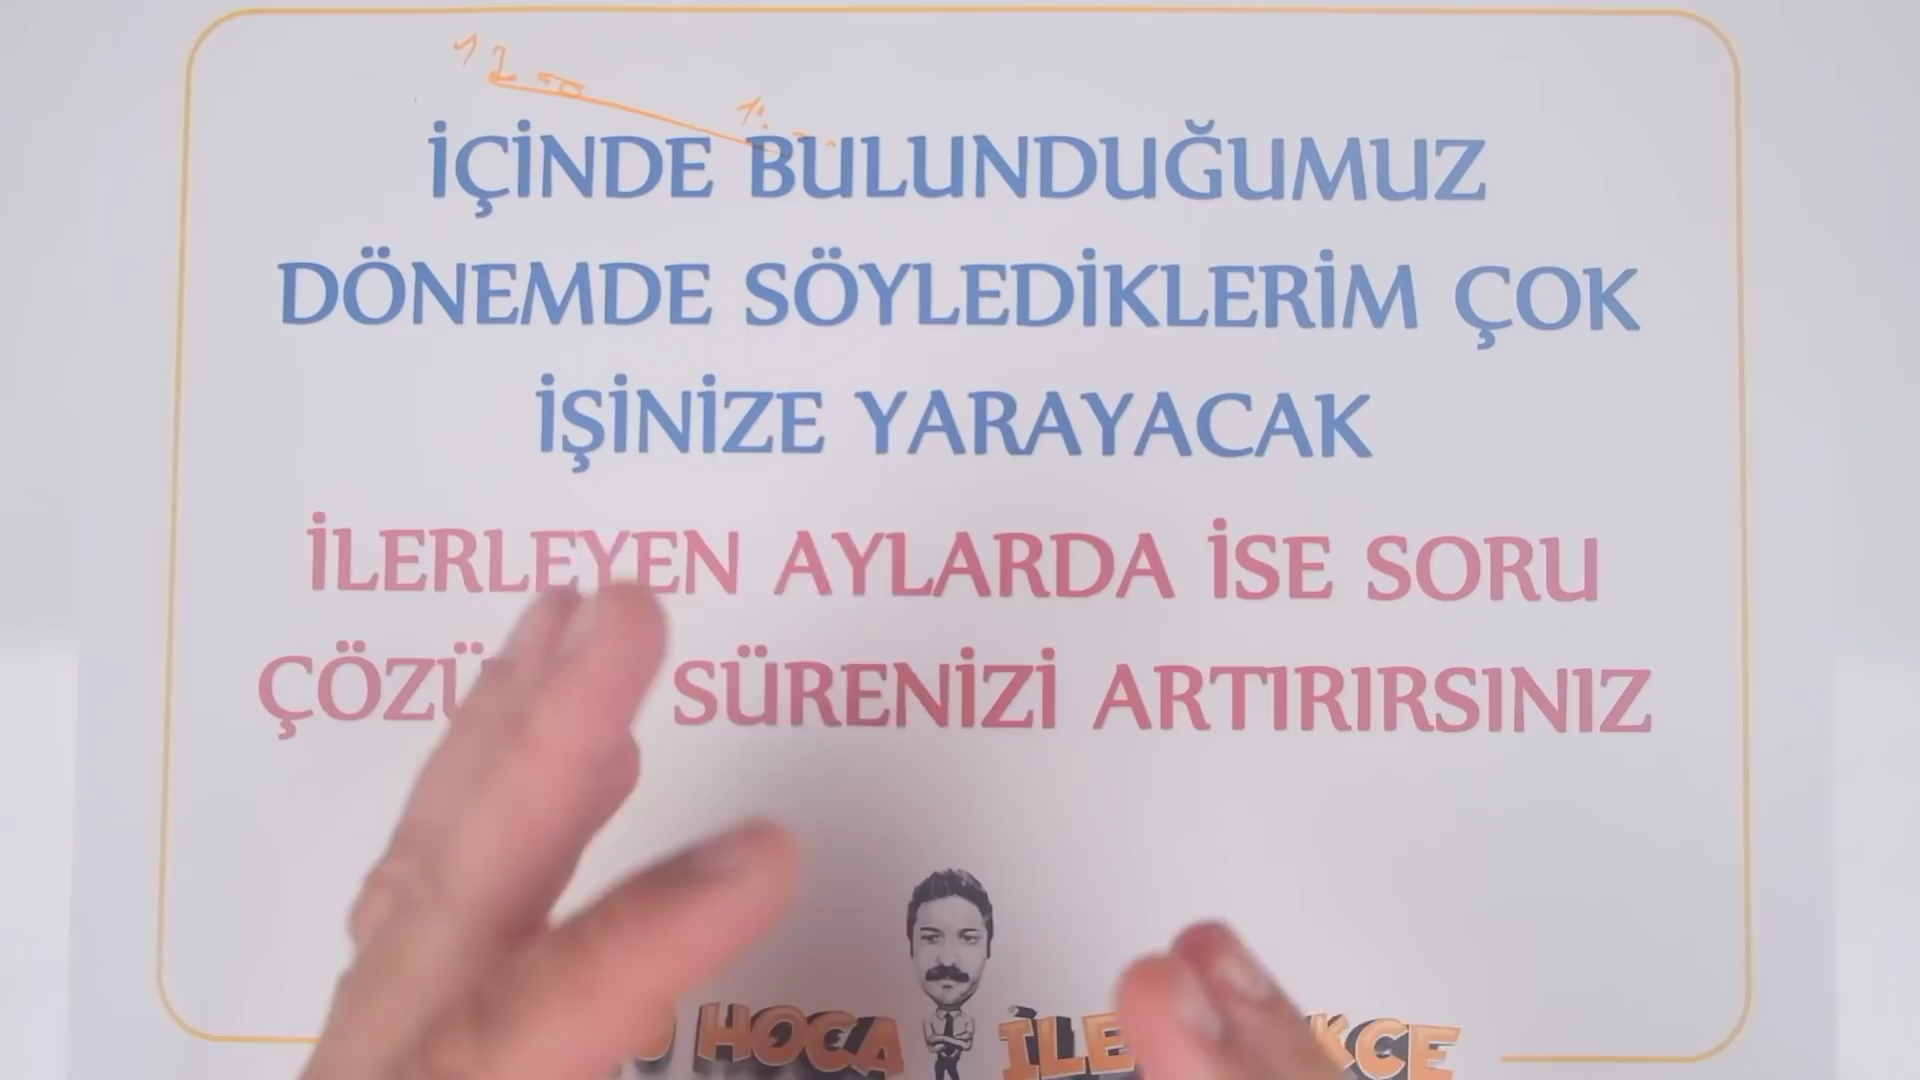 İÇİNDE BULUNDUĞUMUZ
DÖNEMDE SÖYLEDİKLERİM ÇOK
İŞİNİZE YARAYACAK
İLERLEYEN AYLARDA İSE SORU
SÜRENİZİ ARTIRIRSINIZ
HOCA